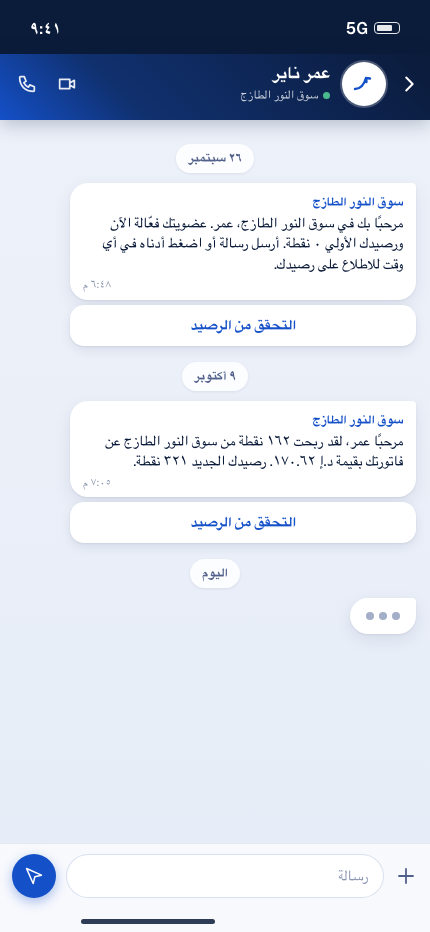 ٩:٤١
5G
عمر ناير
سوق النور الطازج
٢٦ سبتمبر
سوق النور الطازج
مرحبًا بك في سوق النور الطازج، عمر. عضويتك فعّالة الآن
ورصيدك الأولي ٠ نقطة. أرسل رسالة أو اضغط أدناه في أي
وقت للاطلاع على رصيدك.
٦:٤٨ م
التحقق من الرصيد
٩ أكتوبر
سوق النور الطازج
مرحبًا عمر، لقد ربحت ١٦٢ نقطة من سوق النور الطازج عن
فاتورتك بقيمة د.إ ١٧٠.٦٢. رصيدك الجديد ٣٢١ نقطة.
٧:٠٥ م
التحقق من الرصيد
اليوم
رسالة